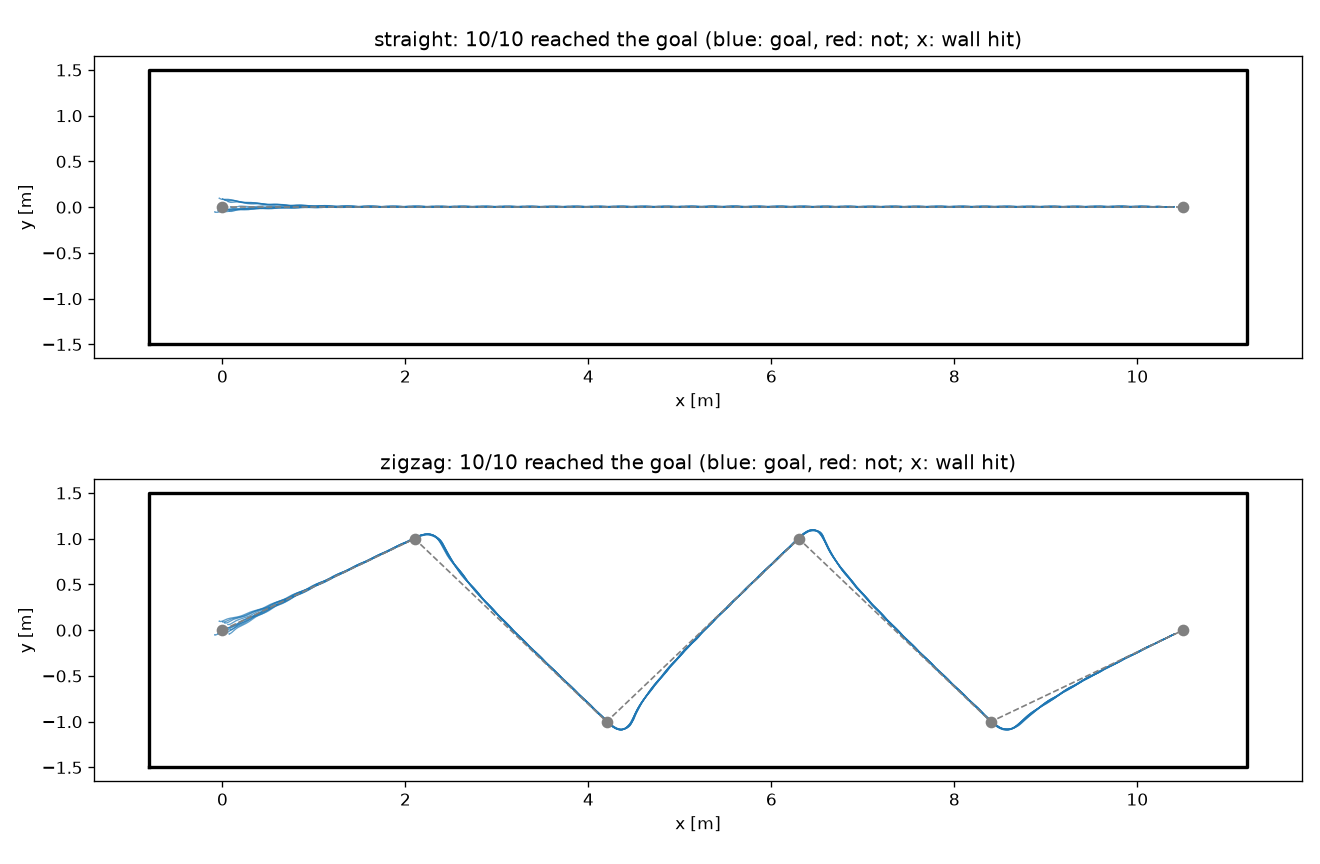 straight: 10/10 reached the goal (blue: goal, red: not; x: wall hit)
1.5
1.0
0.5
0.0
−0.5
−1.0
−1.5
y [m]
0 2 4 6 8 10
x [m]
zigzag: 10/10 reached the goal (blue: goal, red: not; x: wall hit)
1.5
1.0
0.5
0.0
−0.5
−1.0
−1.5
y [m]
0 2 4 6 8 10
x [m]